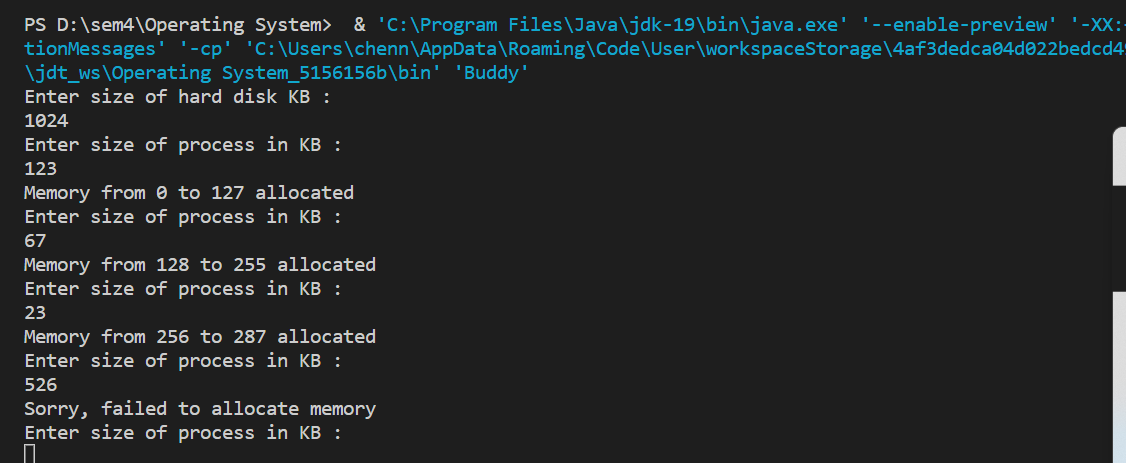 PS D:\sem4\Operating System>  & 'C:\Program Files\Java\jdk-19\bin\java.exe' '--enable-preview' '-XX:
tionMessages' '-cp' 'C:\Users\chenn\AppData\Roaming\Code\User\workspaceStorage\4af3dedca04d022bedcd49
\jdt_ws\Operating System_5156156b\bin' 'Buddy'
Enter size of hard disk KB :
1024
Enter size of process in KB :
123
Memory from 0 to 127 allocated
Enter size of process in KB :
67
Memory from 128 to 255 allocated
Enter size of process in KB :
23
Memory from 256 to 287 allocated
Enter size of process in KB :
526
Sorry, failed to allocate memory
Enter size of process in KB :